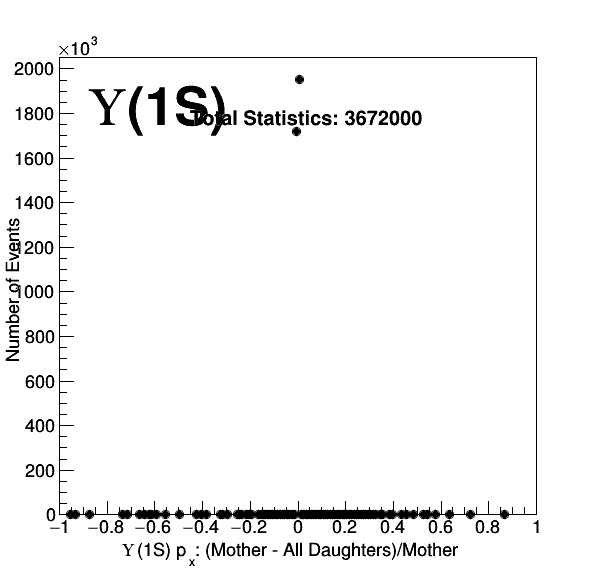 ×10³
2000
1800
1600
1400
1200
1000
800
600
400
200
0
Υ(1S)
Total Statistics: 3672000
Number of Events
−1 −0.8 −0.6 −0.4 −0.2 0 0.2 0.4 0.6 0.8 1
Υ(1S) pₓ: (Mother - All Daughters)/Mother